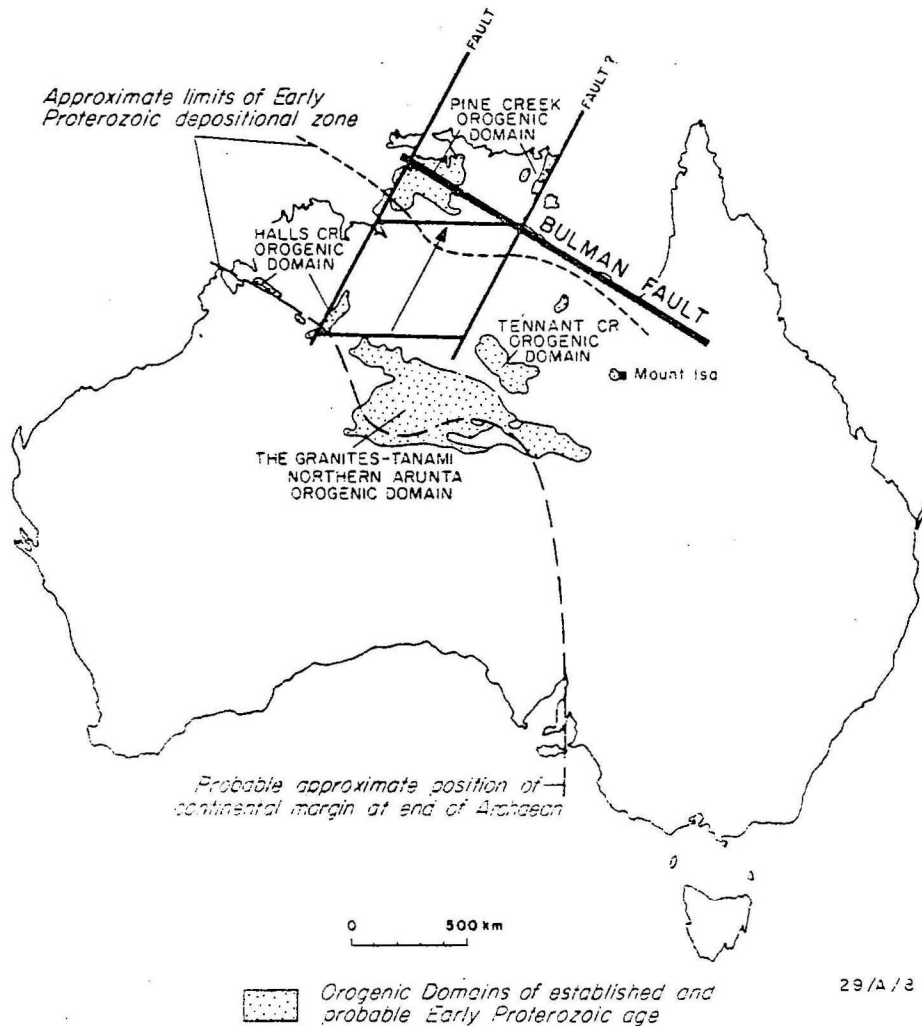 FAULT
FAULT?
Approximate limits of Early
Proterozoic depositional zone
PINE CREEK
OROGENIC
DOMAIN
HALLS CR
OROGENIC
DOMAIN
BULMAN FAULT
TENNANT CR
OROGENIC
DOMAIN
Mount Isa
THE GRANITES-TANAMI
NORTHERN ARUNTA
OROGENIC DOMAIN
Probable approximate position of
continental margin at end of Archaean
0 500 km
29/A/8
Orogenic Domains of established and
probable Early Proterozoic age